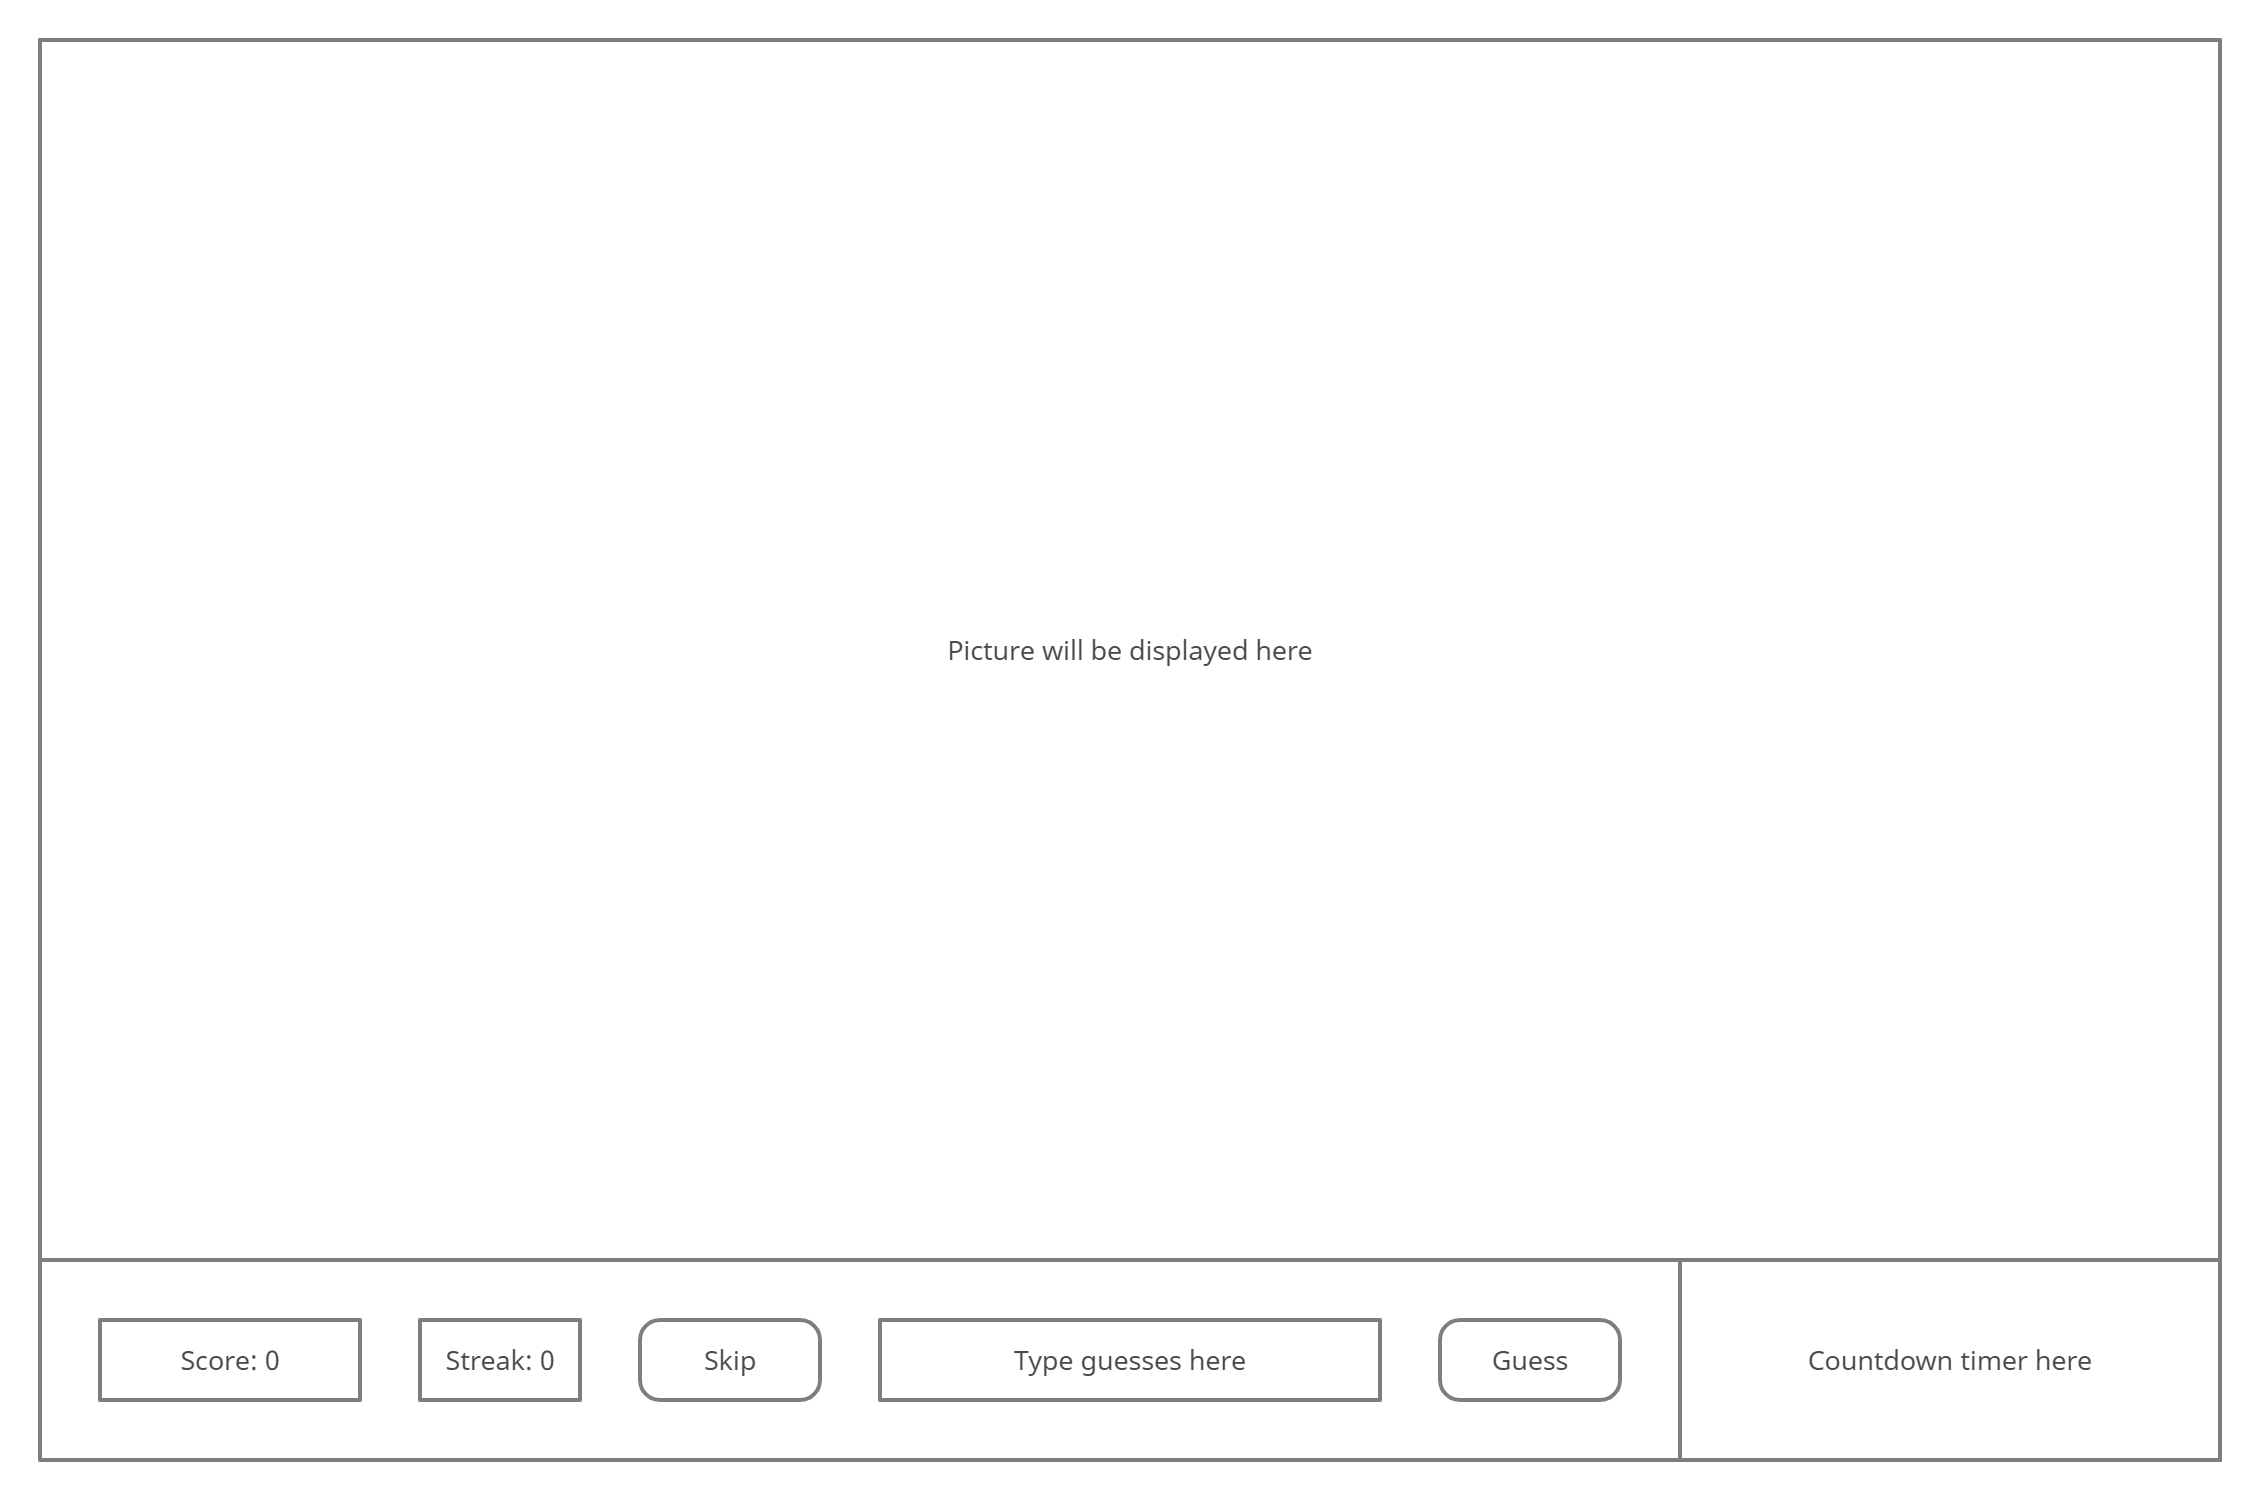 Picture will be displayed here
Score: 0
Streak: 0
Skip
Type guesses here
Guess
Countdown timer here